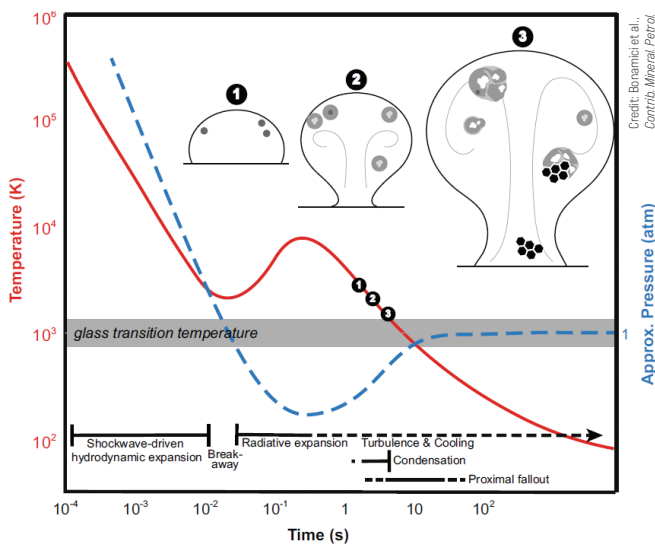 Credit: Bonamici et al.,
Contrib. Mineral. Petrol.
Temperature (K)
10⁶
10⁵
10⁴
10³
10²
1
2
3
1
2
3
glass transition temperature
1
Approx. Pressure (atm)
Shockwave-driven
hydrodynamic expansion
Break-
away
Radiative expansion
Turbulence & Cooling
Condensation
Proximal fallout
10⁻⁴
10⁻³
10⁻²
10⁻¹
1
10
10²
Time (s)